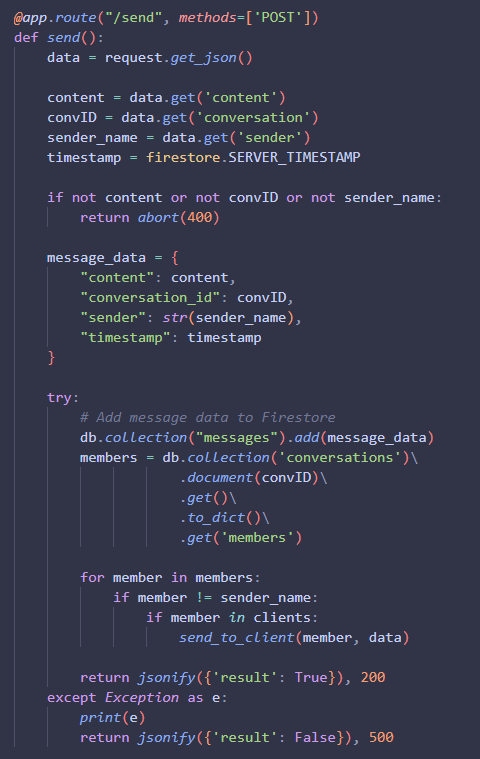 @app.route("/send", methods=['POST'])
def send():
    data = request.get_json()

    content = data.get('content')
    convID = data.get('conversation')
    sender_name = data.get('sender')
    timestamp = firestore.SERVER_TIMESTAMP

    if not content or not convID or not sender_name:
        return abort(400)

    message_data = {
        "content": content,
        "conversation_id": convID,
        "sender": str(sender_name),
        "timestamp": timestamp
    }

    try:
        # Add message data to Firestore
        db.collection("messages").add(message_data)
        members = db.collection('conversations')\
                    .document(convID)\
                    .get()\
                    .to_dict()\
                    .get('members')

        for member in members:
            if member != sender_name:
                if member in clients:
                    send_to_client(member, data)

        return jsonify({'result': True}), 200
    except Exception as e:
        print(e)
        return jsonify({'result': False}), 500